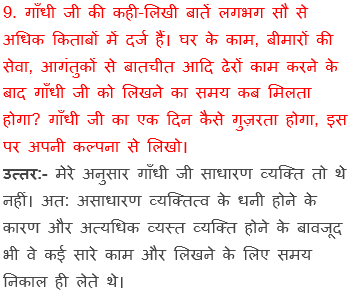 9. गाँधी जी की कही-लिखी बातें लगभग सौ से
अधिक किताबों में दर्ज हैं। घर के काम, बीमारों की
सेवा, आगंतुकों से बातचीत आदि ढेरों काम करने के
बाद गाँधी जी को लिखने का समय कब मिलता
होगा? गाँधी जी का एक दिन कैसे गुज़रता होगा, इस
पर अपनी कल्पना से लिखो।
उत्तर:- मेरे अनुसार गाँधी जी साधारण व्यक्ति तो थे
नहीं। अत: असाधारण व्यक्तित्व के धनी होने के
कारण और अत्यधिक व्यस्त व्यक्ति होने के बावजूद
भी वे कई सारे काम और लिखने के लिए समय
निकाल ही लेते थे।